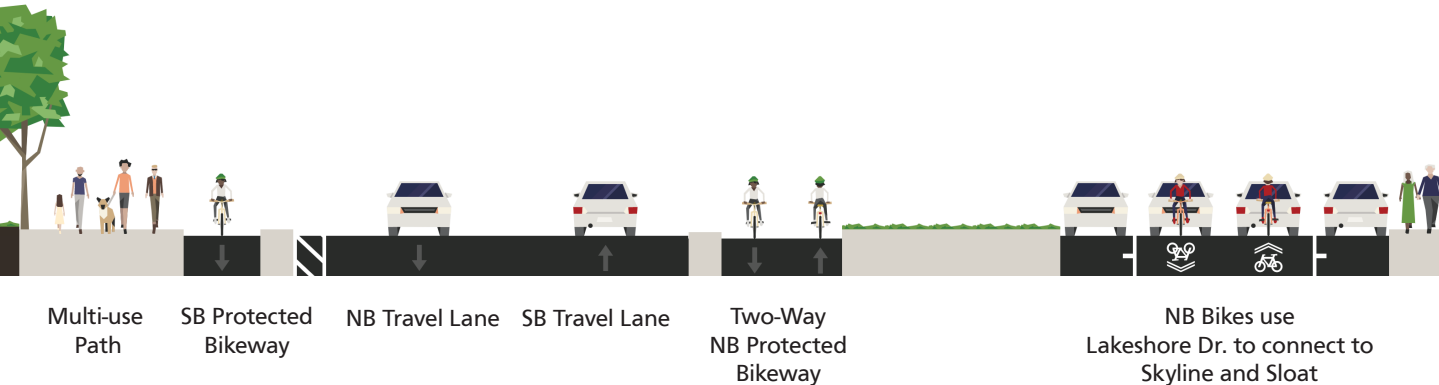 Multi-use
Path
SB Protected
Bikeway
NB Travel Lane
SB Travel Lane
Two-Way
NB Protected
Bikeway
NB Bikes use
Lakeshore Dr. to connect to
Skyline and Sloat